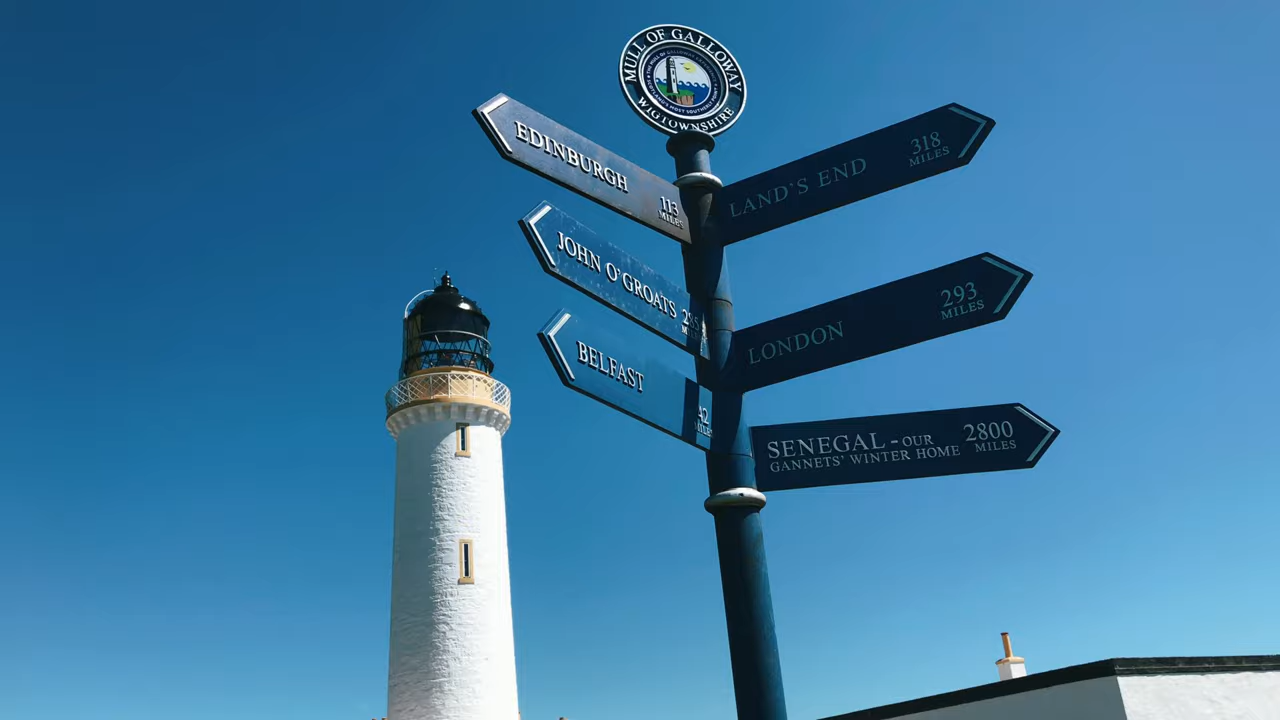 MULL OF GALLOWAY
WIGTOWNSHIRE
EDINBURGH
113
MILES
LAND'S END
318
MILES
JOHN O'GROATS
LONDON
293
MILES
BELFAST
42
SENEGAL - OUR
GANNETS' WINTER HOME
2800
MILES